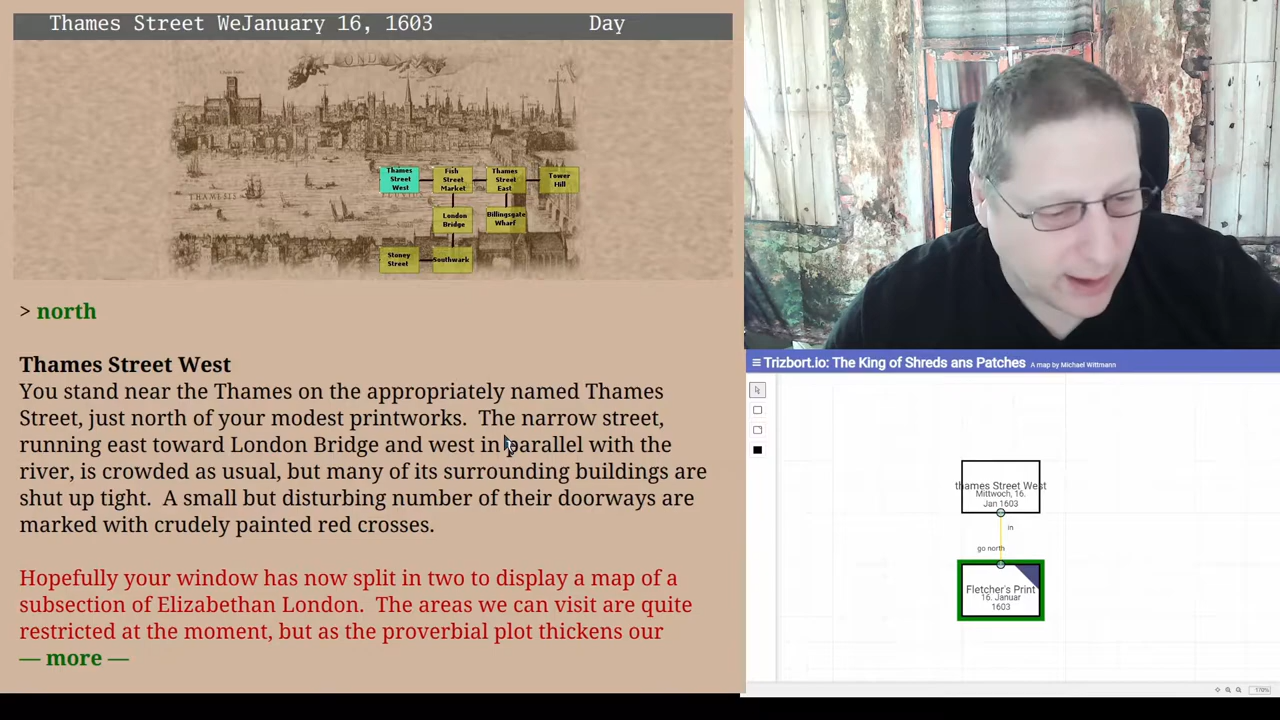 Thames Street WeJanuary 16, 1603 Day
LONDON
THAMESIS
Thames Street West
Fish Street Market
Thames Street East
Tower Hill
London Bridge
Billingsgate Wharf
Stoney Street
Southwark
> north
Thames Street West
You stand near the Thames on the appropriately named Thames
Street, just north of your modest printworks. The narrow street,
running east toward London Bridge and west in parallel with the
river, is crowded as usual, but many of its surrounding buildings are
shut up tight. A small but disturbing number of their doorways are
marked with crudely painted red crosses.
Hopefully your window has now split in two to display a map of a
subsection of Elizabethan London. The areas we can visit are quite
restricted at the moment, but as the proverbial plot thickens our
— more —
Trizbort.io: The King of Shreds ans Patches A map by Michael Wittmann
thames Street West
Mittwoch, 16.
Jan 1603
in
go north
Fletcher's Print
16. Januar
1603
170%